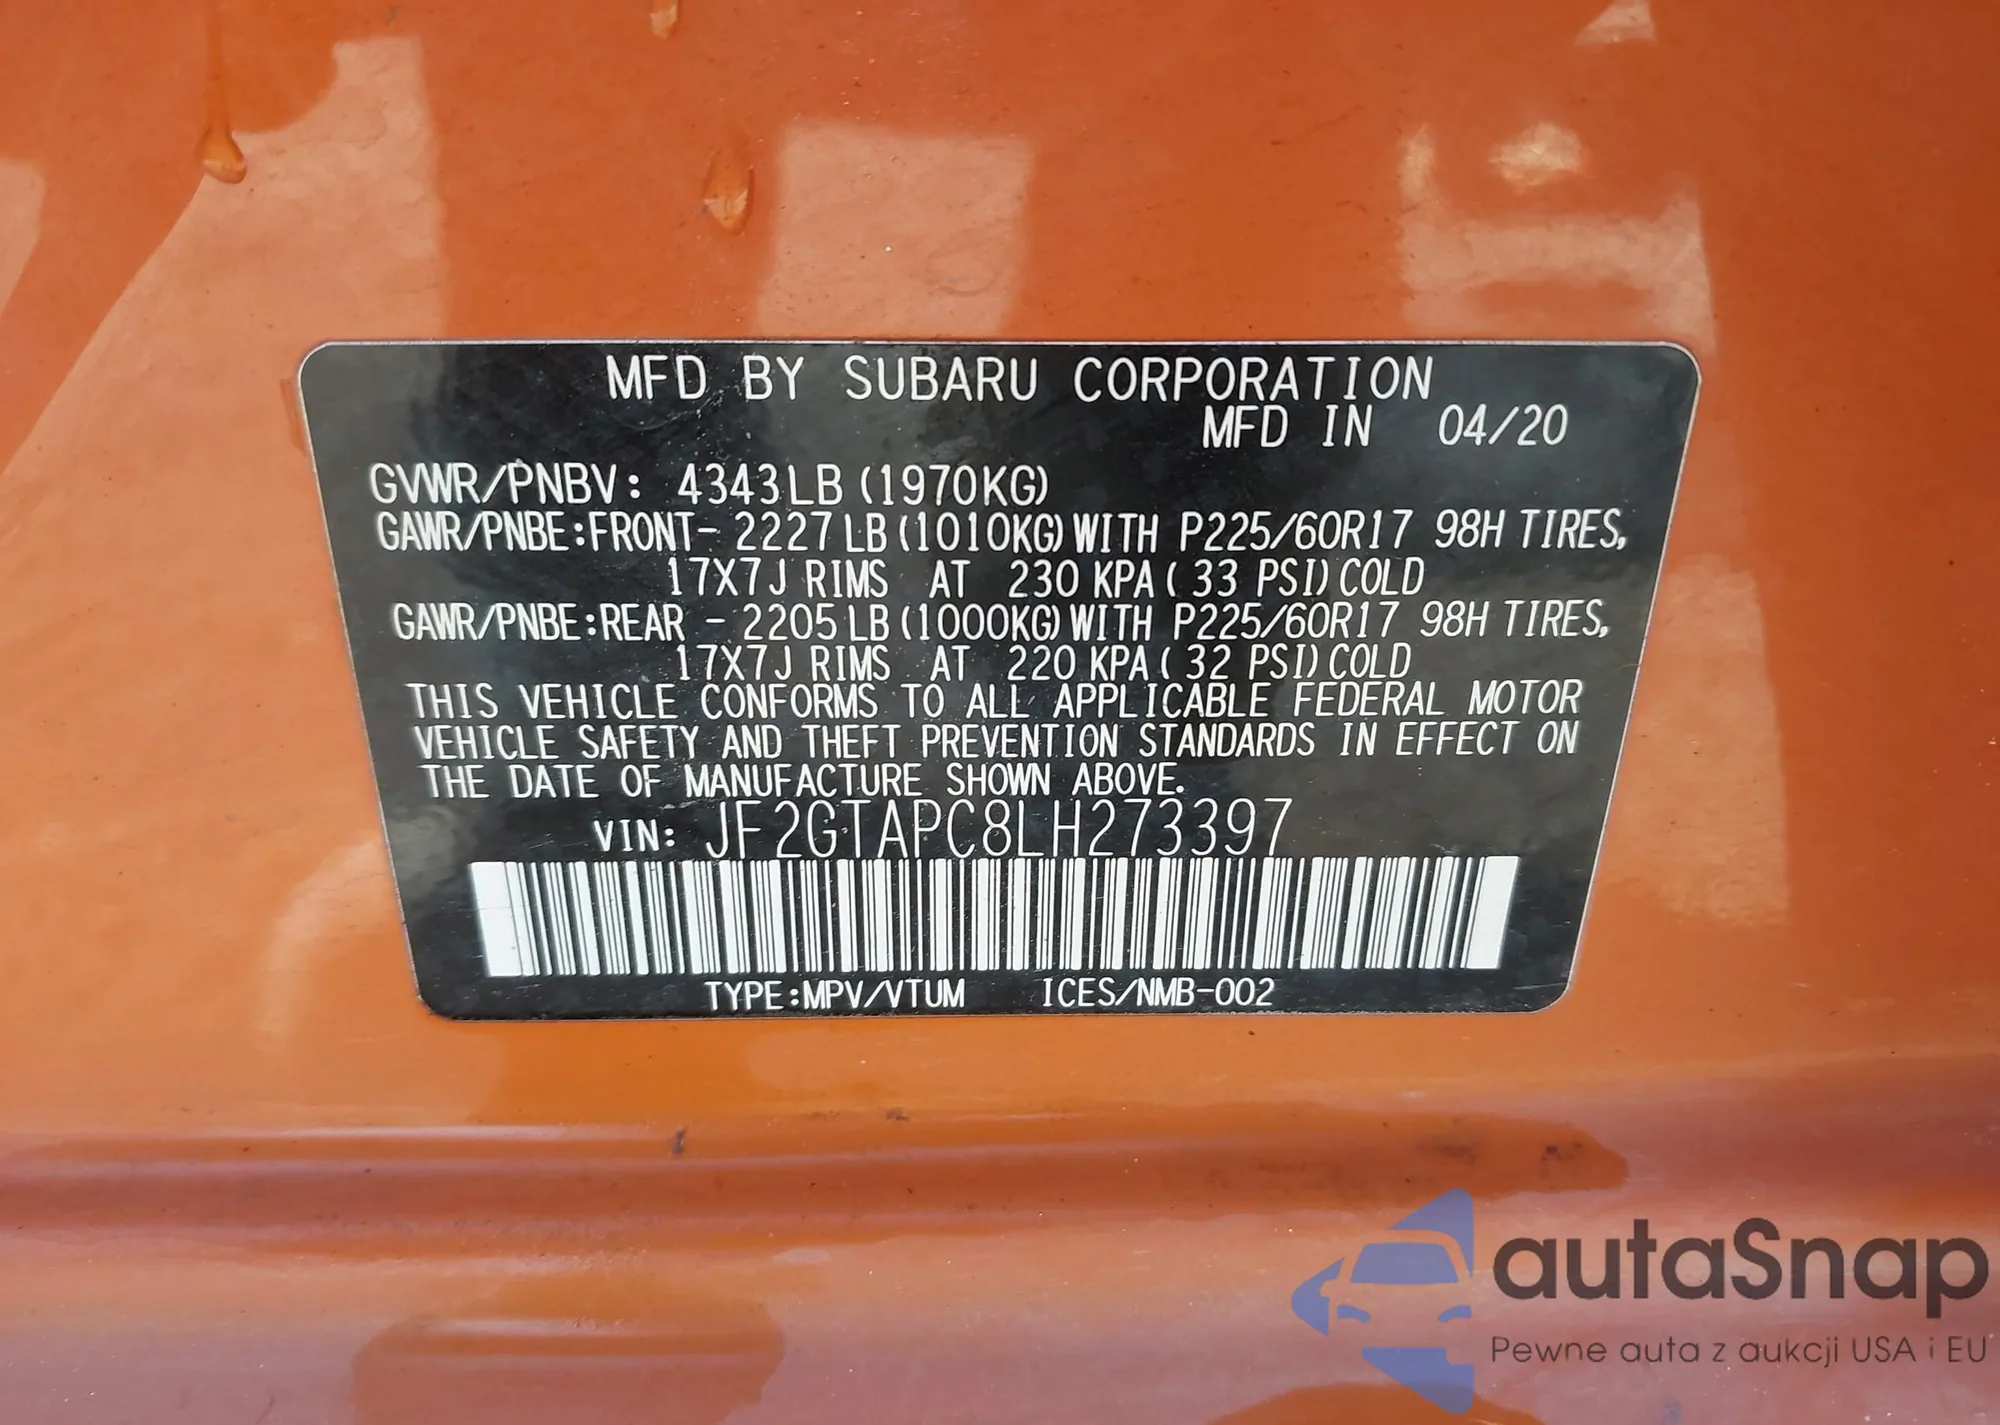 MFD BY SUBARU CORPORATION
MFD IN 04/20
GVWR/PNBV: 4343LB (1970KG)
GAWR/PNBE:FRONT- 2227 LB (1010KG) WITH P225/60R17 98H TIRES,
17X7J RIMS AT 230 KPA ( 33 PSI) COLD
GAWR/PNBE:REAR - 2205 LB (1000KG) WITH P225/60R17 98H TIRES,
17X7J RIMS AT 220 KPA ( 32 PSI) COLD
THIS VEHICLE CONFORMS TO ALL APPLICABLE FEDERAL MOTOR
VEHICLE SAFETY AND THEFT PREVENTION STANDARDS IN EFFECT ON
THE DATE OF MANUFACTURE SHOWN ABOVE.
VIN: JF2GTAPC8LH273397
TYPE:MPV/VTUM ICES/NMB-002
autaSnap
Pewne auta z aukcji USA i EU